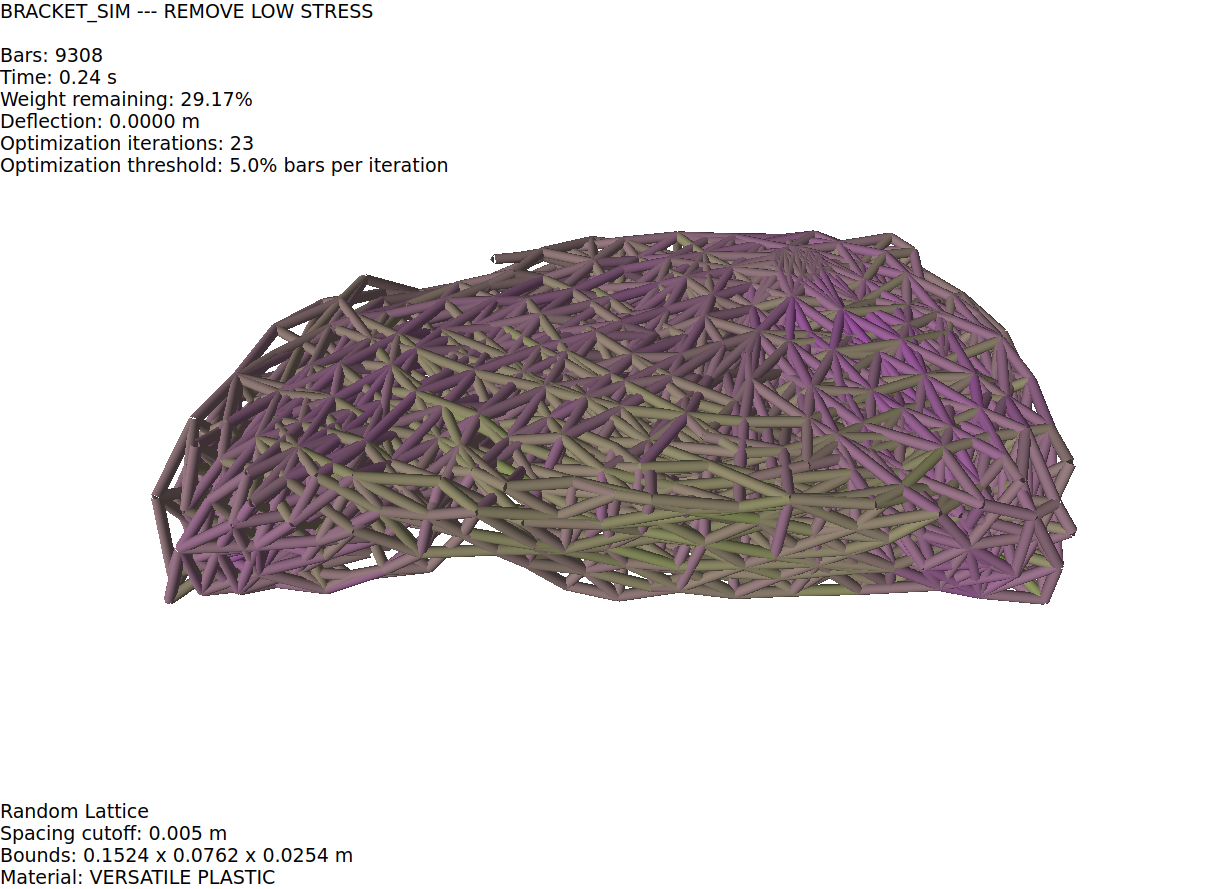 BRACKET_SIM --- REMOVE LOW STRESS
Bars: 9308
Time: 0.24 s
Weight remaining: 29.17%
Deflection: 0.0000 m
Optimization iterations: 23
Optimization threshold: 5.0% bars per iteration
Random Lattice
Spacing cutoff: 0.005 m
Bounds: 0.1524 x 0.0762 x 0.0254 m
Material: VERSATILE PLASTIC